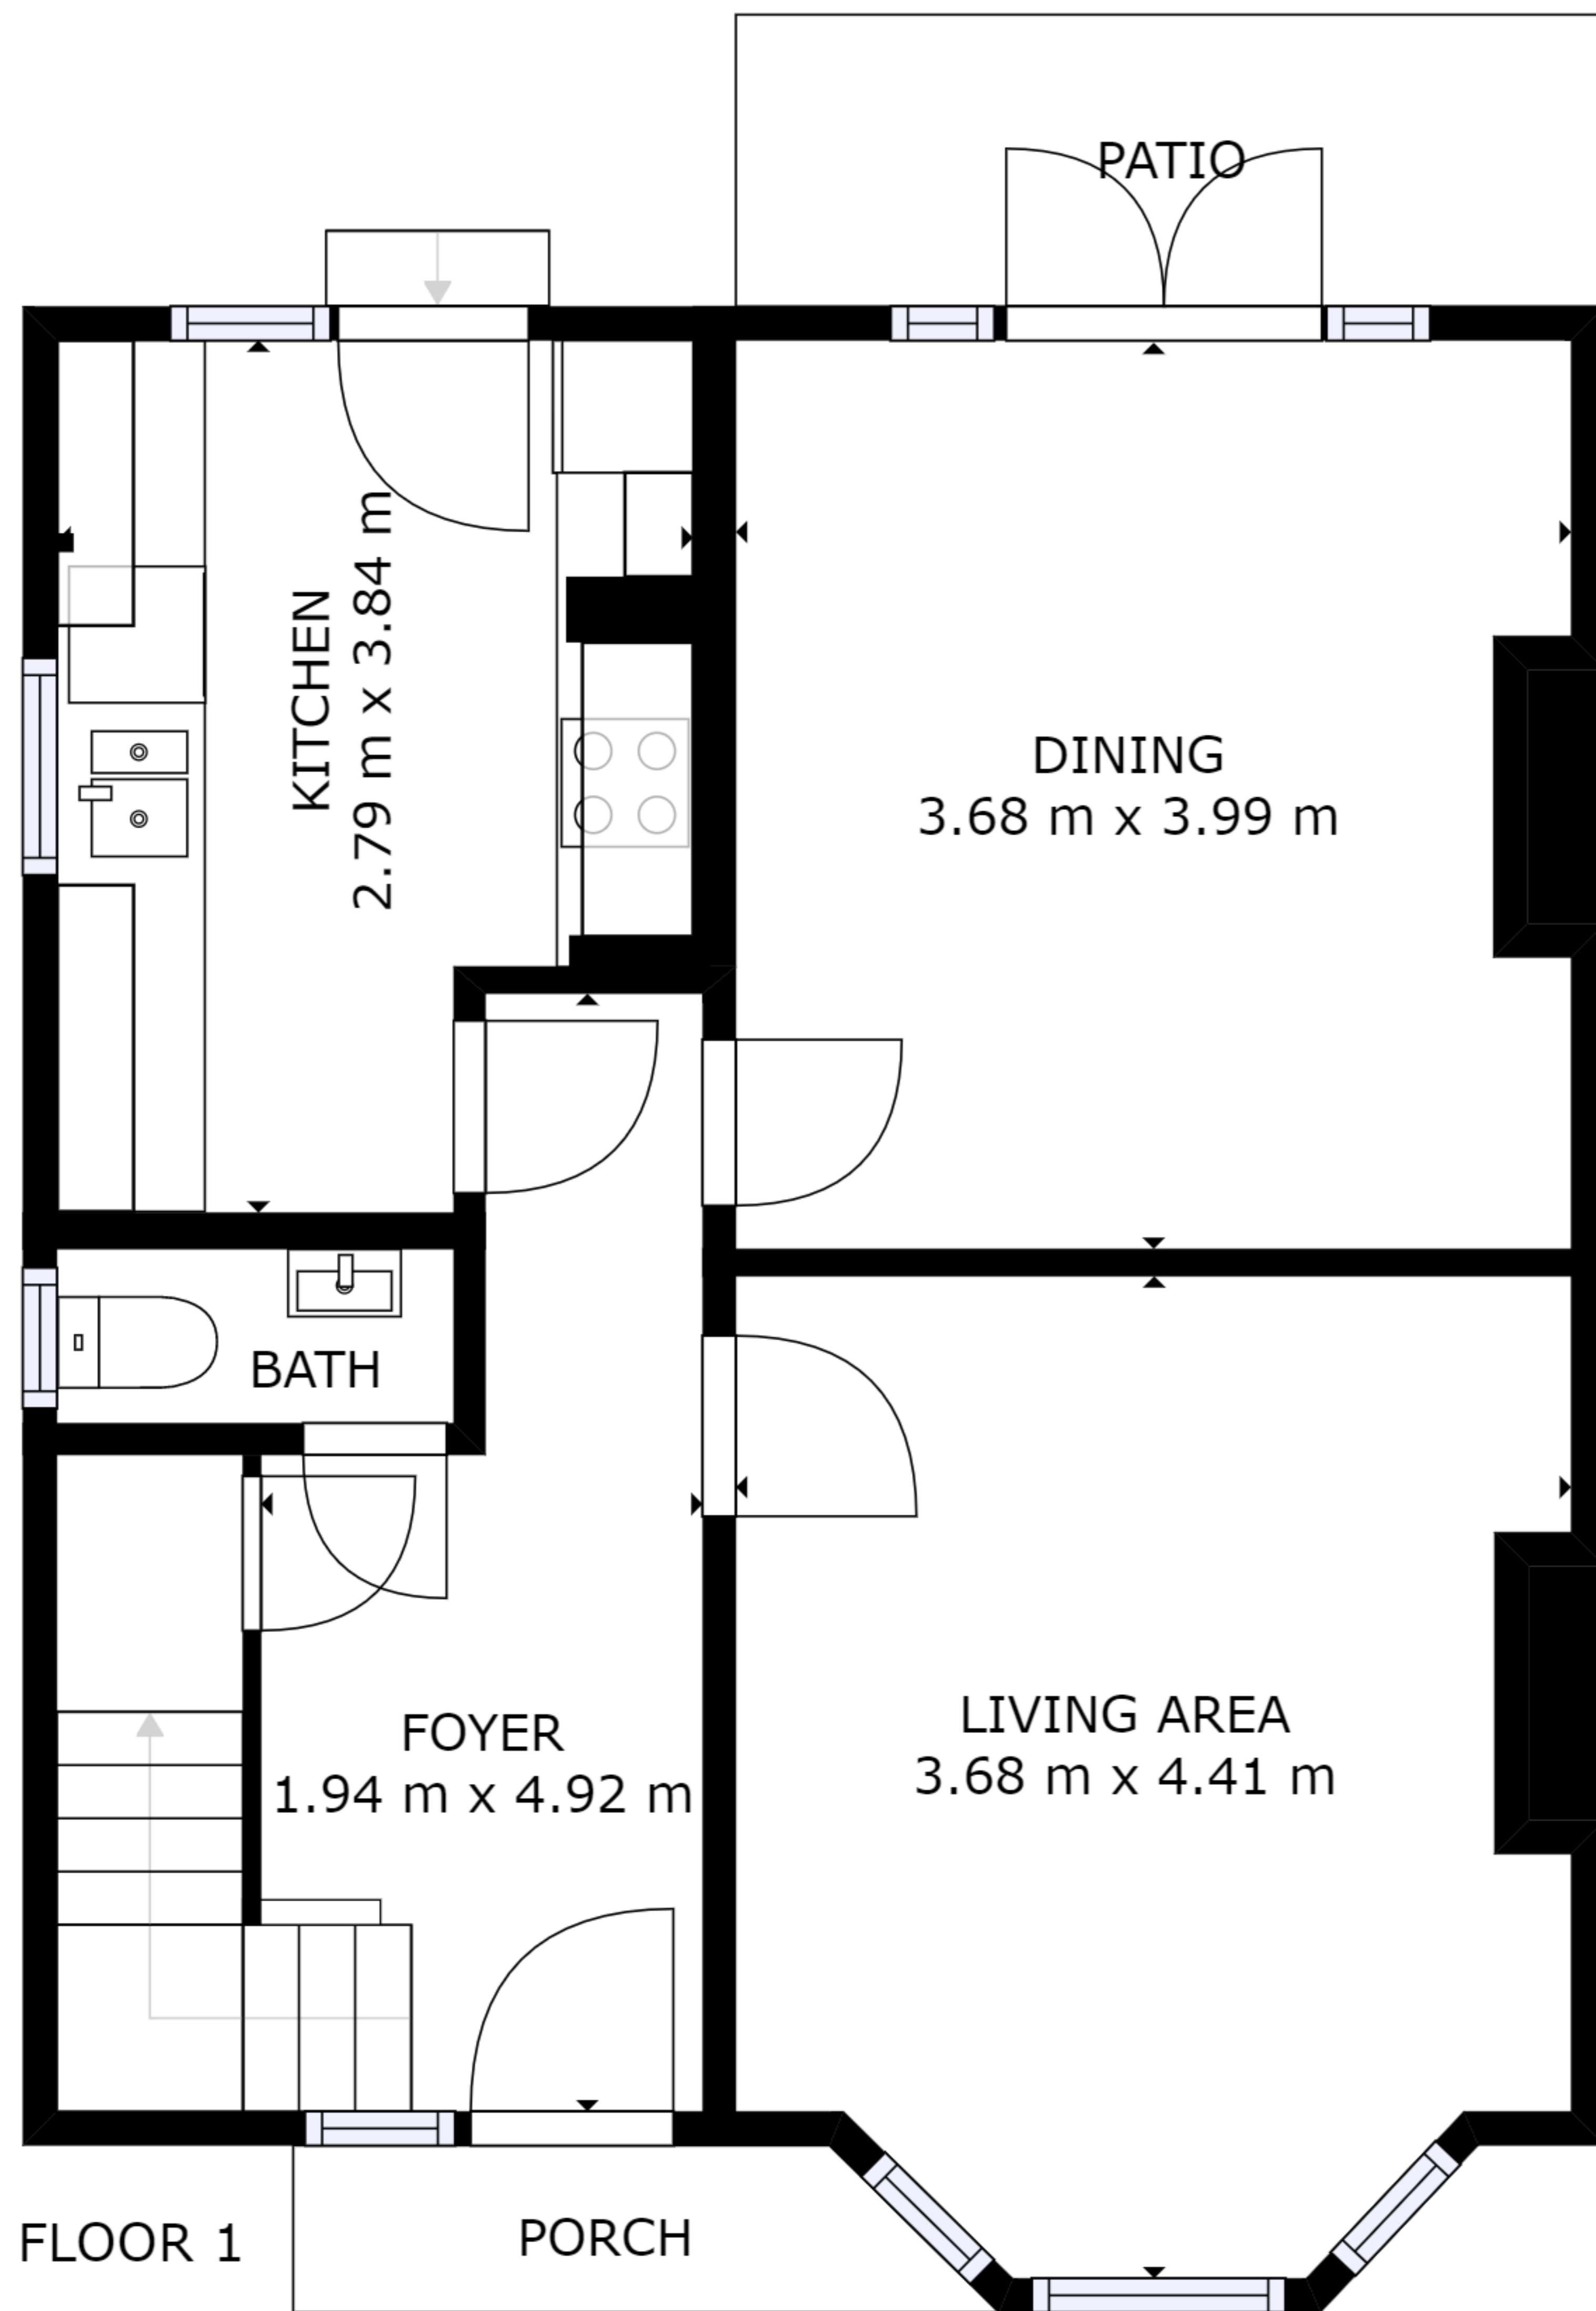 PATIO
KITCHEN
2.79 m x 3.84 m
DINING
3.68 m x 3.99 m
BATH
FOYER
1.94 m x 4.92 m
LIVING AREA
3.68 m x 4.41 m
FLOOR 1
PORCH